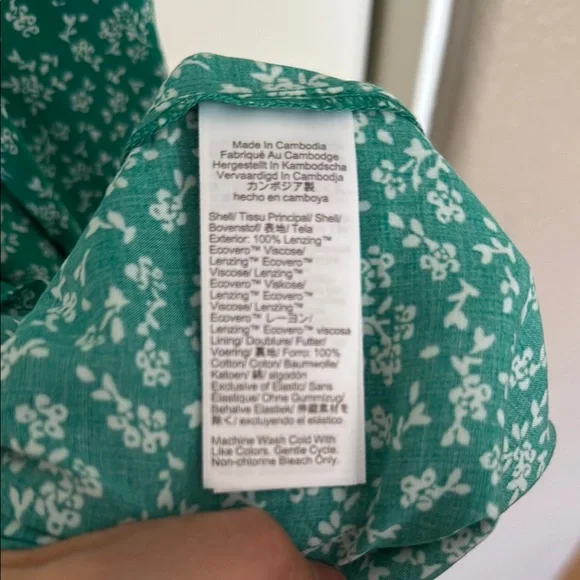 Made In Cambodia
Fabriqué Au Cambodge
Hergestellt In Kambodscha
Vervaardigd In Cambodja
カンボジア製
hecho en camboya
Shell/ Tissu Principal/ Shell/
Bovenstof/ 表地/ Tela
Exterior: 100% Lenzing™
Ecovero™ Viscose/
Lenzing™ Ecovero™
Viscose/ Lenzing™
Ecovero™ Viskose/
Lenzing™ Ecovero™
Viscose/ Lenzing™
Ecovero™ レーヨン/
Lenzing™ Ecovero™ viscosa
Lining/ Doublure/ Futter/
Voering/ 裏地/ Forro: 100%
Cotton/ Coton/ Baumwolle/
Katoen/ 綿/ algodón
Exclusive of Elastic/ Sans
Elastique/ Ohne Gummizug/
Behalve Elastiek/ 伸縮素材を
除く/ excluyendo el elástico
Machine Wash Cold With
Like Colors. Gentle Cycle.
Non-chlorine Bleach Only.